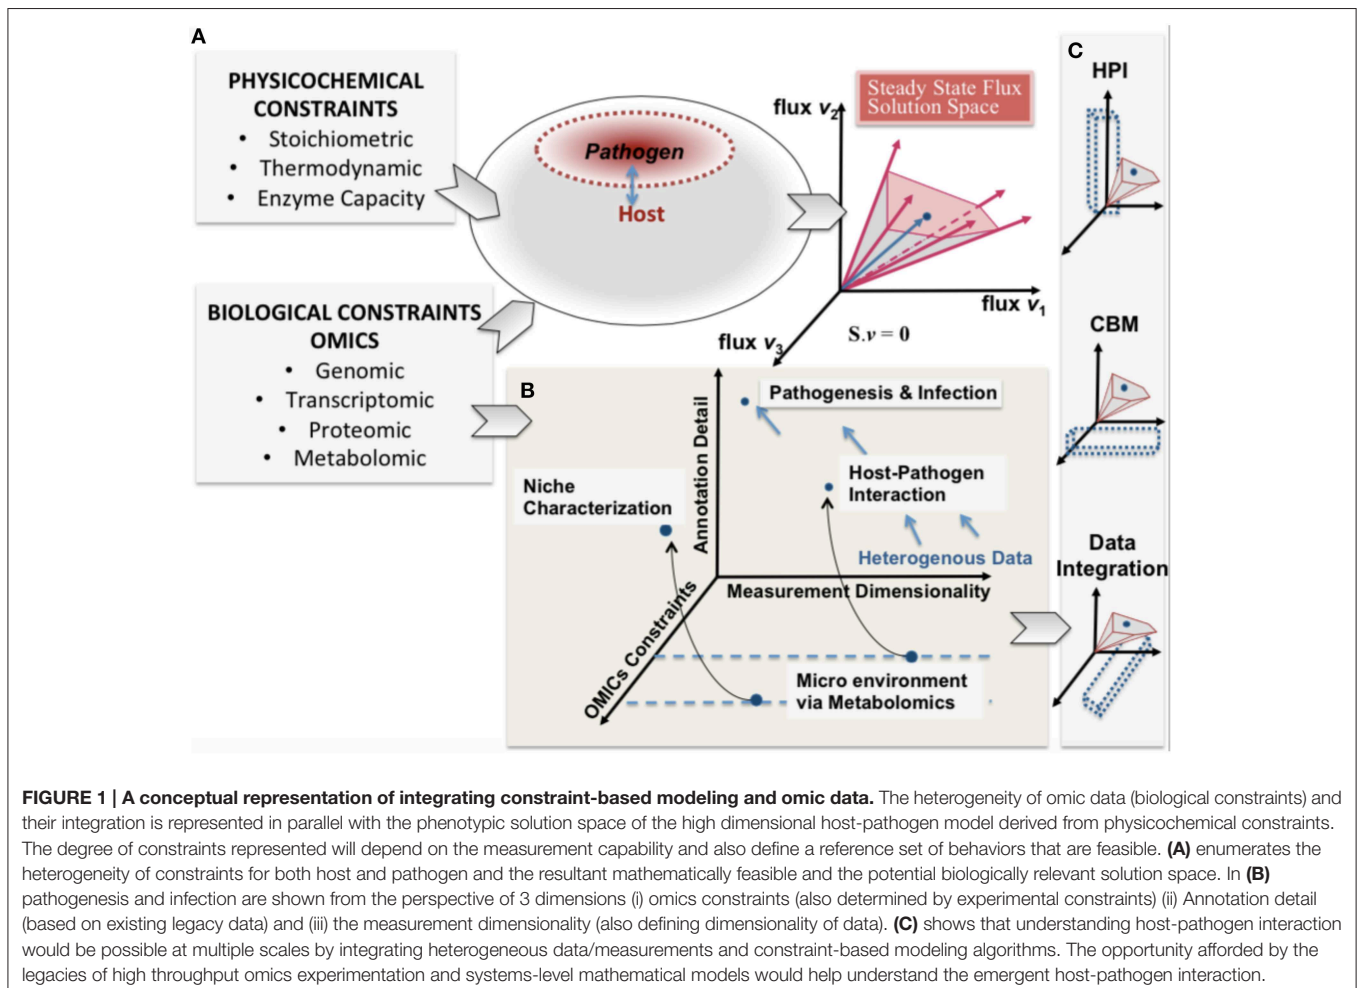 A
PHYSICOCHEMICAL
CONSTRAINTS
• Stoichiometric
• Thermodynamic
• Enzyme Capacity
BIOLOGICAL CONSTRAINTS
OMICS
• Genomic
• Transcriptomic
• Proteomic
• Metabolomic
Pathogen
Host
Steady State Flux
Solution Space
flux v2
flux v1
flux v3
S.v = 0
B
Annotation Detail
Pathogenesis & Infection
Host-Pathogen
Interaction
Niche
Characterization
Heterogenous Data
Measurement Dimensionality
OMICs Constraints
Micro environment
via Metabolomics
C
HPI
CBM
Data
Integration
FIGURE 1 | A conceptual representation of integrating constraint-based modeling and omic data. The heterogeneity of omic data (biological constraints) and
their integration is represented in parallel with the phenotypic solution space of the high dimensional host-pathogen model derived from physicochemical constraints.
The degree of constraints represented will depend on the measurement capability and also define a reference set of behaviors that are feasible. (A) enumerates the
heterogeneity of constraints for both host and pathogen and the resultant mathematically feasible and the potential biologically relevant solution space. In (B)
pathogenesis and infection are shown from the perspective of 3 dimensions (i) omics constraints (also determined by experimental constraints) (ii) Annotation detail
(based on existing legacy data) and (iii) the measurement dimensionality (also defining dimensionality of data). (C) shows that understanding host-pathogen interaction
would be possible at multiple scales by integrating heterogeneous data/measurements and constraint-based modeling algorithms. The opportunity afforded by the
legacies of high throughput omics experimentation and systems-level mathematical models would help understand the emergent host-pathogen interaction.